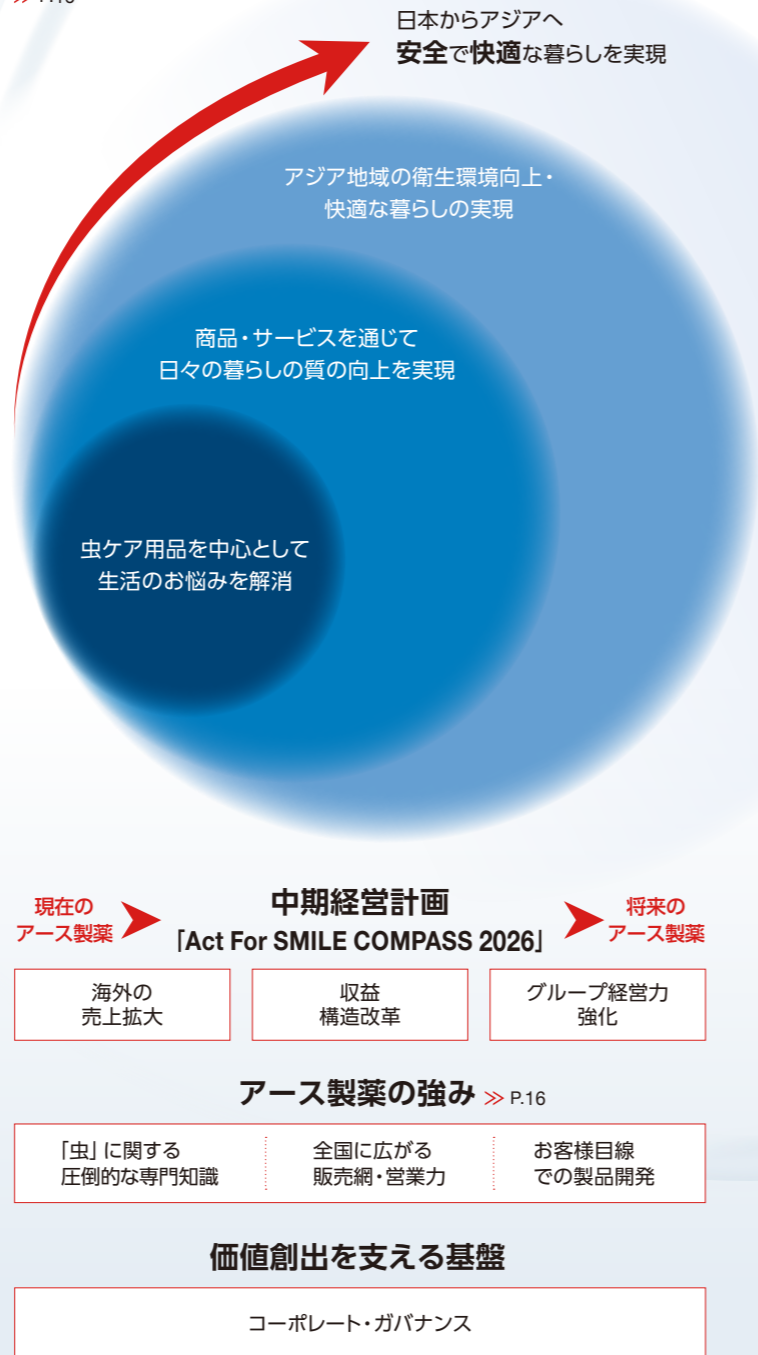 日本からアジアへ
安全で快適な暮らしを実現
アジア地域の衛生環境向上・
快適な暮らしの実現
商品・サービスを通じて
日々の暮らしの質の向上を実現
虫ケア用品を中心として
生活のお悩みを解消
現在の
アース製薬
中期経営計画
「Act For SMILE COMPASS 2026」
将来の
アース製薬
海外の
売上拡大
収益
構造改革
グループ経営力
強化
アース製薬の強み ≫ P.16
「虫」に関する
圧倒的な専門知識
全国に広がる
販売網・営業力
お客様目線
での製品開発
価値創出を支える基盤
コーポレート・ガバナンス